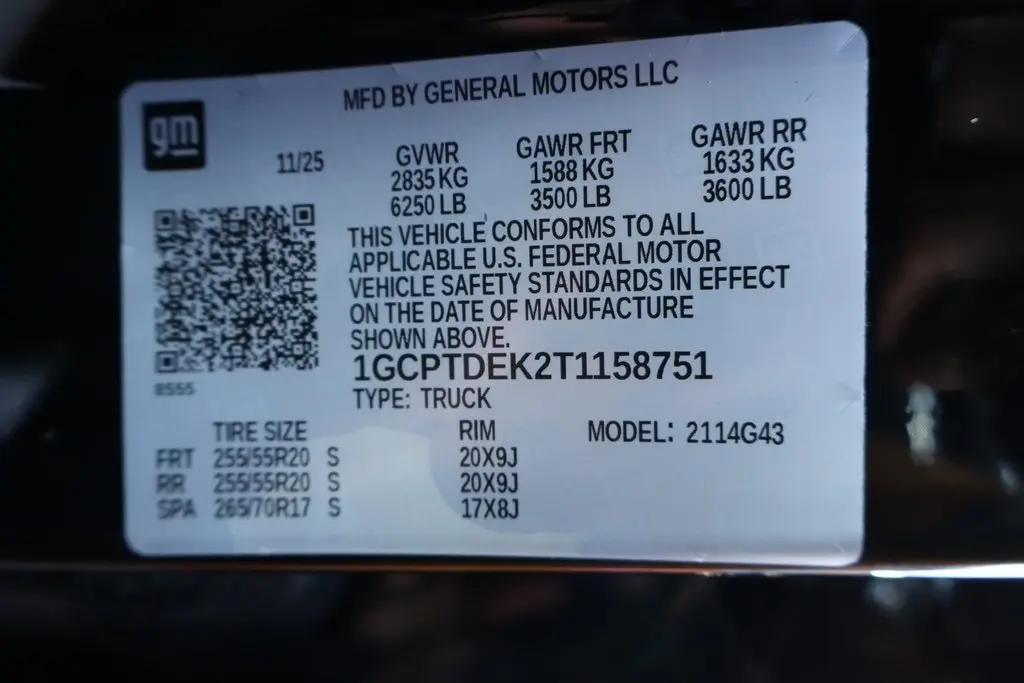 MFD BY GENERAL MOTORS LLC
gm
11/25
GVWR GAWR FRT GAWR RR
2835 KG 1588 KG 1633 KG
6250 LB 3500 LB 3600 LB
THIS VEHICLE CONFORMS TO ALL
APPLICABLE U.S. FEDERAL MOTOR
VEHICLE SAFETY STANDARDS IN EFFECT
ON THE DATE OF MANUFACTURE
SHOWN ABOVE.
1GCPTDEK2T1158751
8555
TYPE: TRUCK
TIRE SIZE RIM MODEL: 2114G43
FRT 255/55R20 S 20X9J
RR 255/55R20 S 20X9J
SPA 265/70R17 S 17X8J